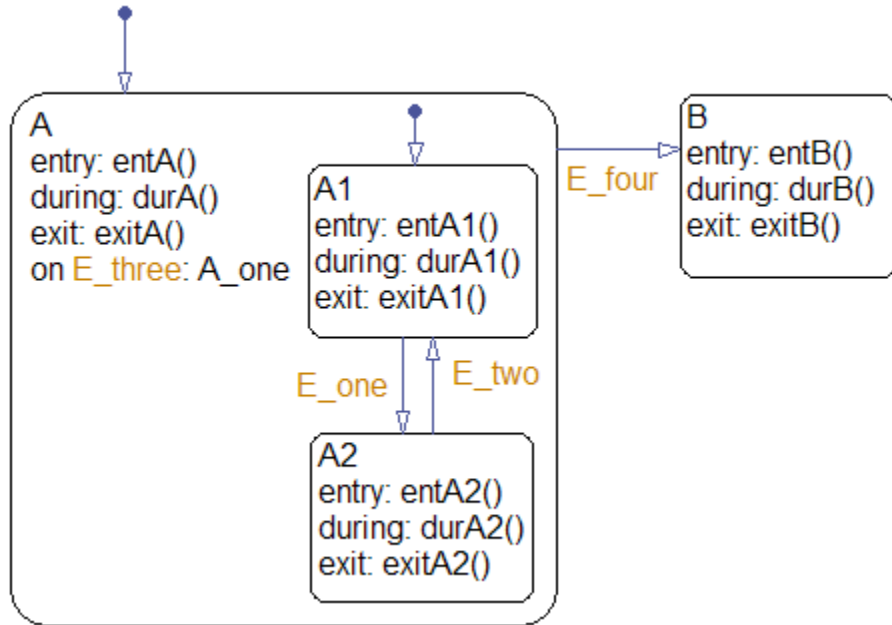 A
entry: entA()
during: durA()
exit: exitA()
on E_three: A_one
A1
entry: entA1()
during: durA1()
exit: exitA1()
E_one
E_two
A2
entry: entA2()
during: durA2()
exit: exitA2()
E_four
B
entry: entB()
during: durB()
exit: exitB()